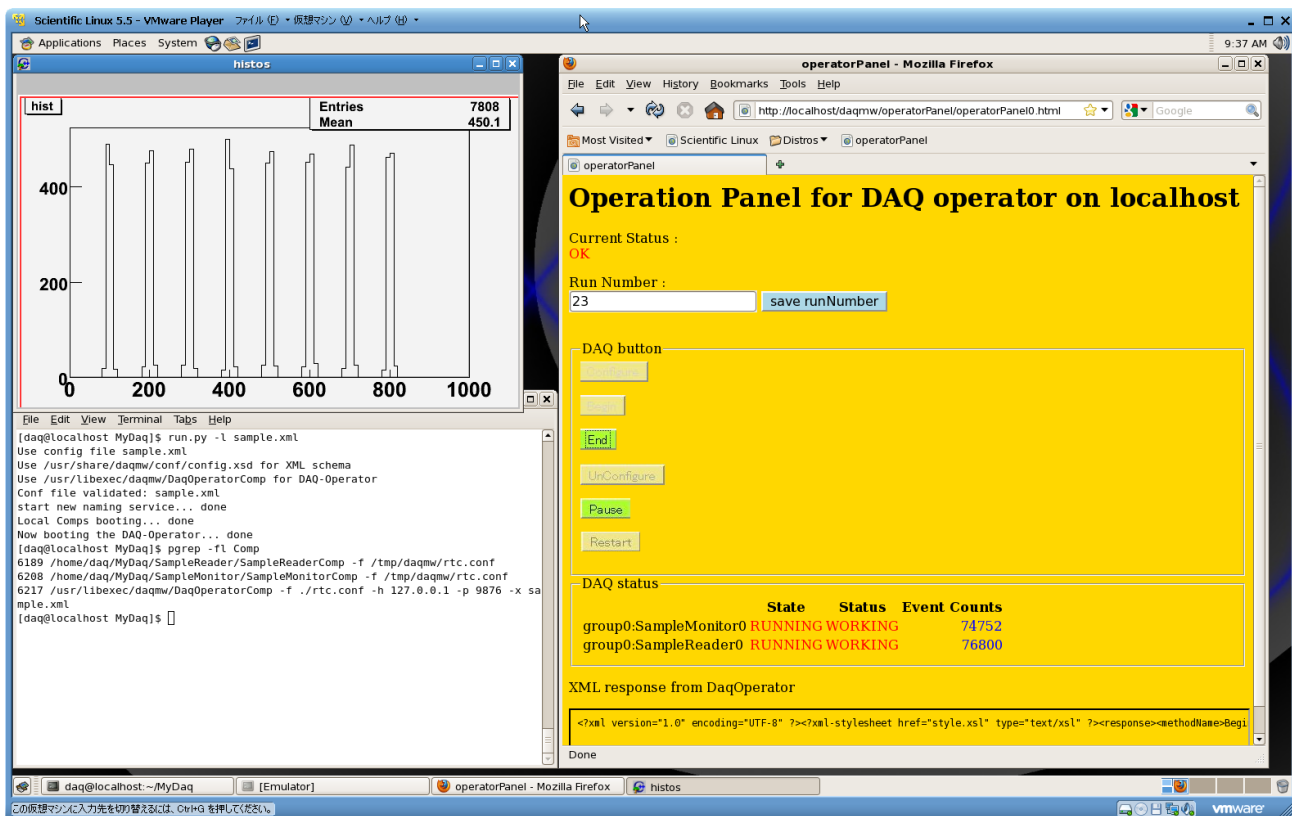 Scientific Linux 5.5 - VMware Player ファイル (F) 仮想マシン (V) ヘルプ (H)
Applications Places System 9:37 AM
histos
hist
Entries 7808
Mean 450.1
400
200
0
0 200 400 600 800 1000
File Edit View Terminal Tabs Help
[daq@localhost MyDaq]$ run.py -l sample.xml
Use config file sample.xml
Use /usr/share/daqmw/conf/config.xsd for XML schema
Use /usr/libexec/daqmw/DaqOperatorComp for DAQ-Operator
Conf file validated: sample.xml
start new naming service... done
Local Comps booting... done
Now booting the DAQ-Operator... done
[daq@localhost MyDaq]$ pgrep -fl Comp
6189 /home/daq/MyDaq/SampleReader/SampleReaderComp -f /tmp/daqmw/rtc.conf
6208 /home/daq/MyDaq/SampleMonitor/SampleMonitorComp -f /tmp/daqmw/rtc.conf
6217 /usr/libexec/daqmw/DaqOperatorComp -f ./rtc.conf -h 127.0.0.1 -p 9876 -x sa
mple.xml
[daq@localhost MyDaq]$
operatorPanel - Mozilla Firefox
File Edit View History Bookmarks Tools Help
http://localhost/daqmw/operatorPanel/operatorPanel0.html Google
Most Visited Scientific Linux Distros operatorPanel
operatorPanel
Operation Panel for DAQ operator on localhost
Current Status :
OK
Run Number :
23 save runNumber
DAQ button
Configure
Begin
End
UnConfigure
Pause
Restart
DAQ status
State Status Event Counts
group0:SampleMonitor0 RUNNING WORKING 74752
group0:SampleReader0 RUNNING WORKING 76800
XML response from DaqOperator
<?xml version="1.0" encoding="UTF-8" ?><?xml-stylesheet href="style.xsl" type="text/xsl" ?><response><methodName>Begi
Done
daq@localhost:~/MyDaq [Emulator] operatorPanel - Mozilla Firefox histos
この仮想マシンに入力先を切り替えるには、Ctrl+G を押してください。 vmware